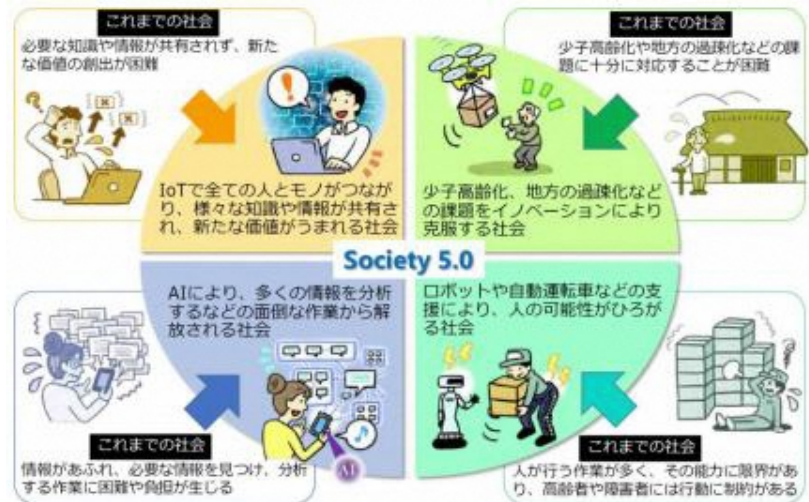 これまでの社会
必要な知識や情報が共有されず、新た
な価値の創出が困難
IoTで全ての人とモノがつなが
り、様々な知識や情報が共有さ
れ、新たな価値がうまれる社会
これまでの社会
少子高齢化や地方の過疎化などの課
題に十分に対応することが困難
少子高齢化、地方の過疎化など
の課題をイノベーションにより
克服する社会
Society 5.0
AIにより、多くの情報を分析
するなどの面倒な作業から解
放される社会
AI
これまでの社会
情報があふれ、必要な情報を見つけ、分析
する作業に困難や負担が生じる
ロボットや自動運転車などの支
援により、人の可能性がひろが
る社会
これまでの社会
人が行う作業が多く、その能力に限界があ
り、高齢者や障害者には行動に制約がある